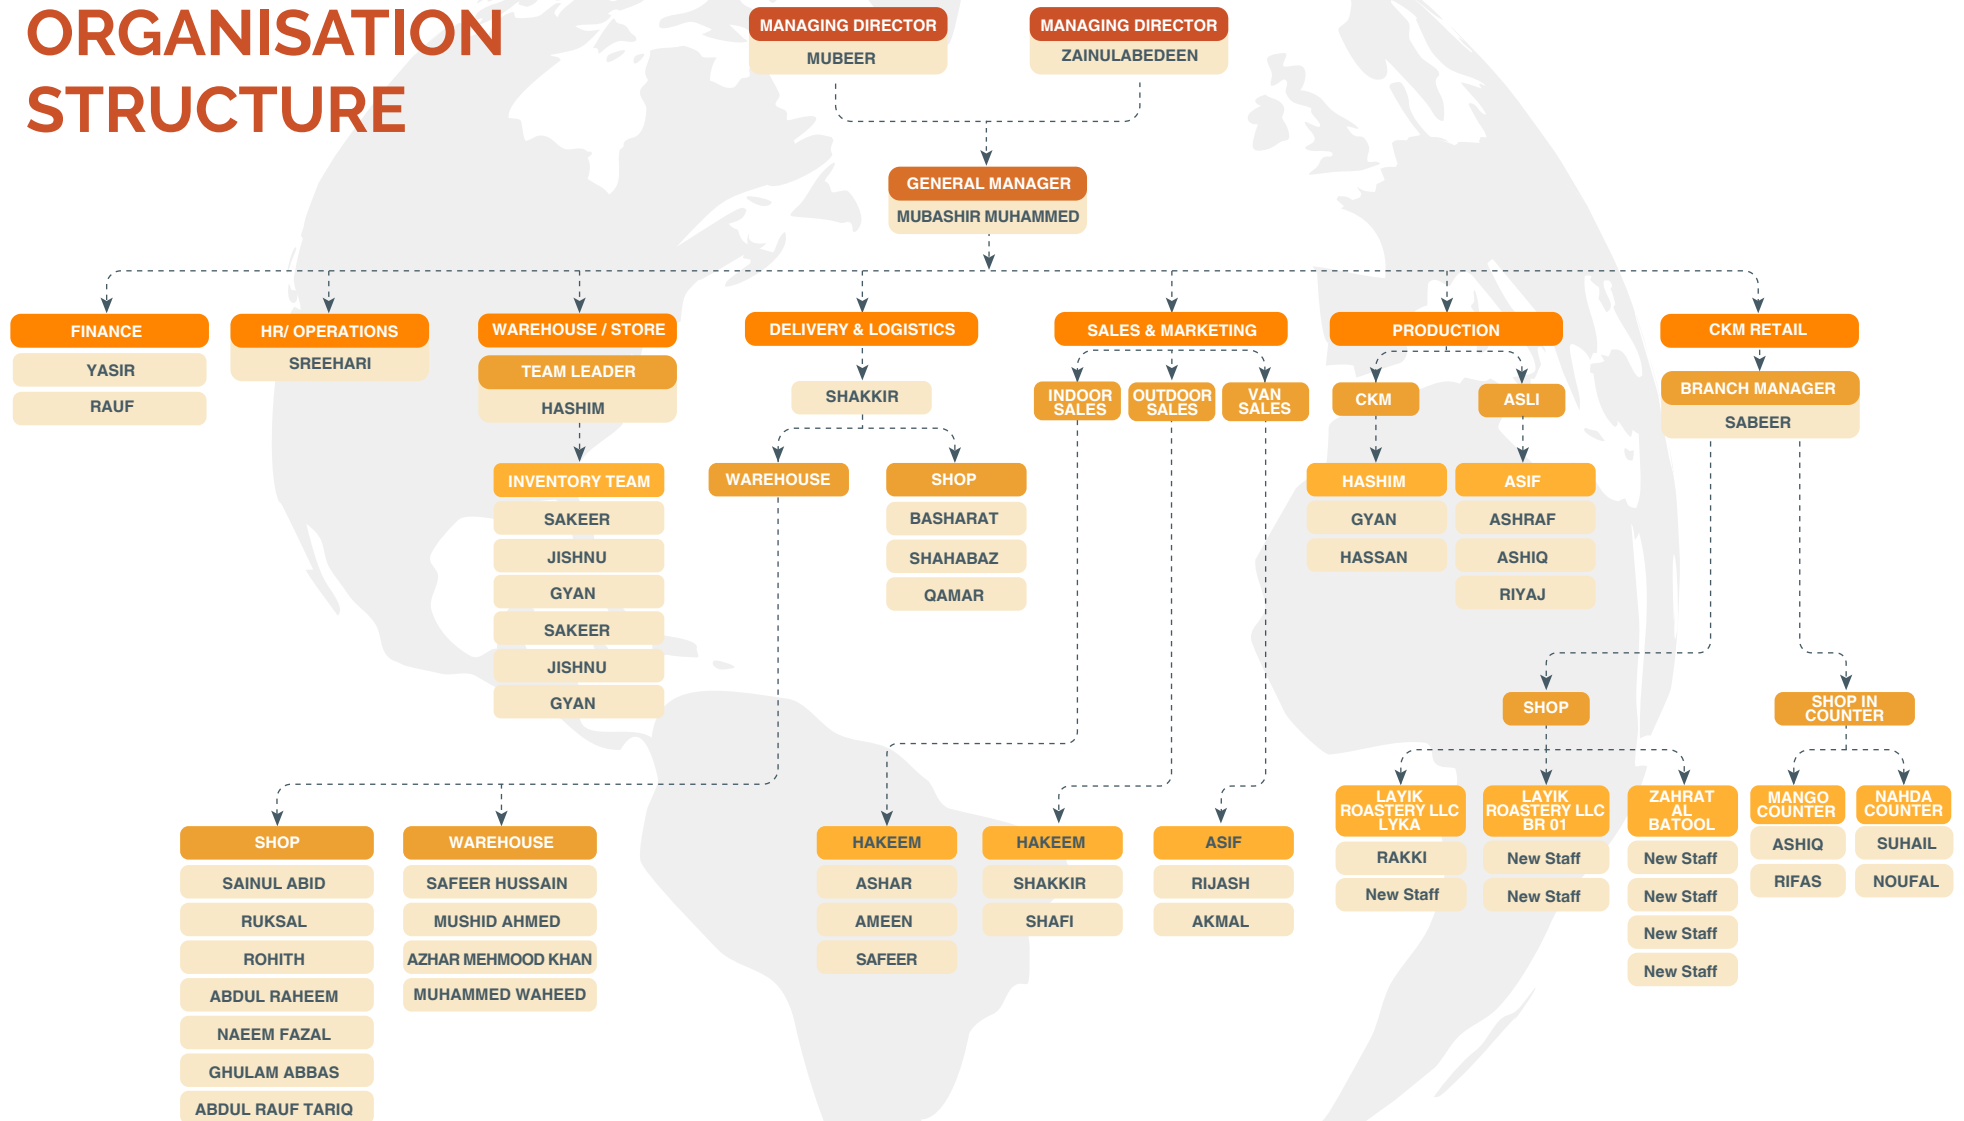 ORGANISATION
STRUCTURE
MANAGING DIRECTOR
MUBEER
MANAGING DIRECTOR
ZAINULABEDEEN
GENERAL MANAGER
MUBASHIR MUHAMMED
FINANCE
YASIR
RAUF
HR/ OPERATIONS
SREEHARI
WAREHOUSE / STORE
TEAM LEADER
HASHIM
INVENTORY TEAM
SAKEER
JISHNU
GYAN
SAKEER
JISHNU
GYAN
DELIVERY & LOGISTICS
SHAKKIR
WAREHOUSE
SHOP
BASHARAT
SHAHABAZ
QAMAR
SHOP
SAINUL ABID
RUKSAL
ROHITH
ABDUL RAHEEM
NAEEM FAZAL
GHULAM ABBAS
ABDUL RAUF TARIQ
WAREHOUSE
SAFEER HUSSAIN
MUSHID AHMED
AZHAR MEHMOOD KHAN
MUHAMMED WAHEED
SALES & MARKETING
INDOOR
SALES
OUTDOOR
SALES
VAN
SALES
HAKEEM
ASHAR
AMEEN
SAFEER
HAKEEM
SHAKKIR
SHAFI
ASIF
RIJASH
AKMAL
PRODUCTION
CKM
ASLI
HASHIM
GYAN
HASSAN
ASIF
ASHRAF
ASHIQ
RIYAJ
CKM RETAIL
BRANCH MANAGER
SABEER
SHOP
SHOP IN
COUNTER
LAYIK
ROASTERY LLC
LYKA
RAKKI
New Staff
LAYIK
ROASTERY LLC
BR 01
New Staff
New Staff
ZAHRAT
AL
BATOOL
New Staff
New Staff
New Staff
New Staff
MANGO
COUNTER
ASHIQ
RIFAS
NAHDA
COUNTER
SUHAIL
NOUFAL